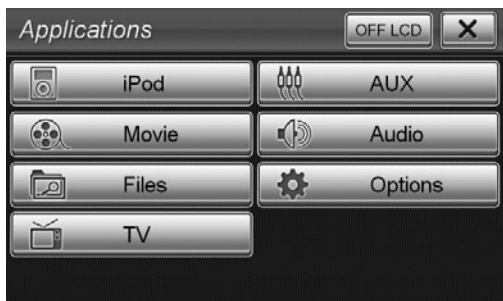 Applications
OFF LCD
X
iPod
AUX
Movie
Audio
Files
Options
TV